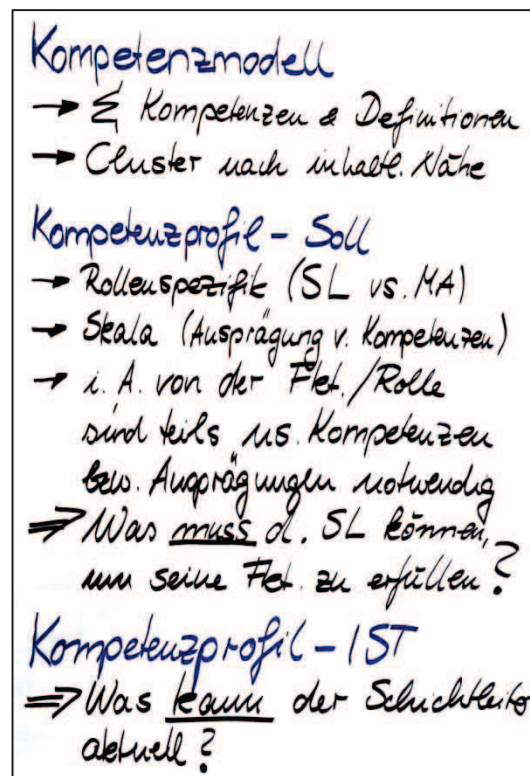 Kompetenzmodell
→ Σ Kompetenzen & Definitionen
→ Cluster nach inhaltl. Nähe
Kompetenzprofil - Soll
→ Rollenspezifik (SL vs. MA)
→ Skala (Ausprägung v. Kompetenzen)
→ i. A. von der Fkt./Rolle
sind teils us. Kompetenzen
bzw. Ausprägungen notwendig
⇒ Was muss d. SL können,
um seine Fkt. zu erfüllen?
Kompetenzprofil - IST
⇒ Was kann der Schichtleiter
aktuell?